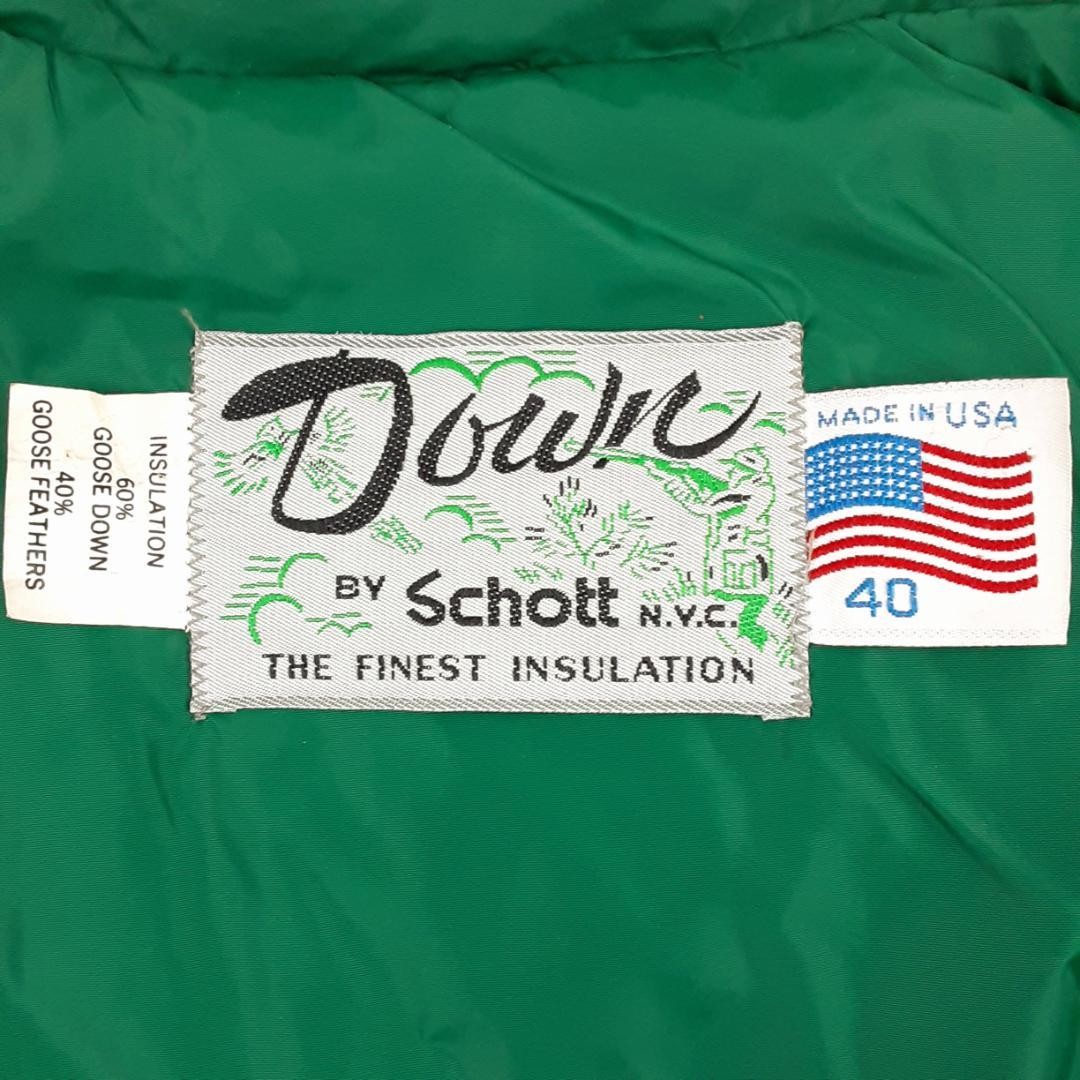 INSULATION
60%
GOOSE DOWN
40%
GOOSE FEATHERS
Down
BY Schott N.Y.C.
THE FINEST INSULATION
MADE IN USA
40